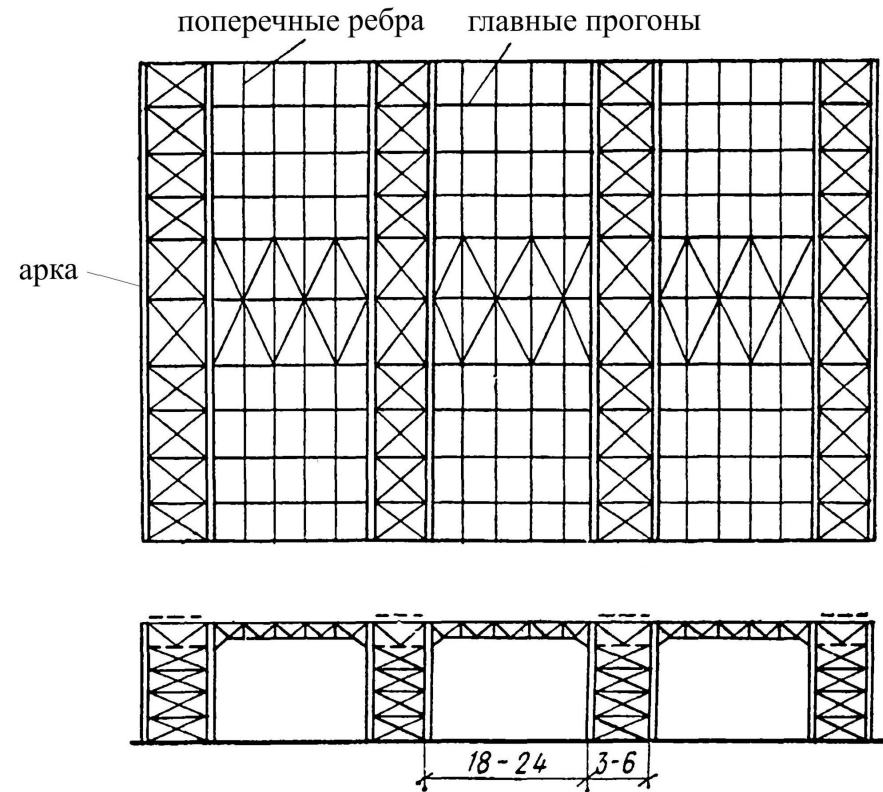 поперечные ребра
главные прогоны
арка
18-24
3-6